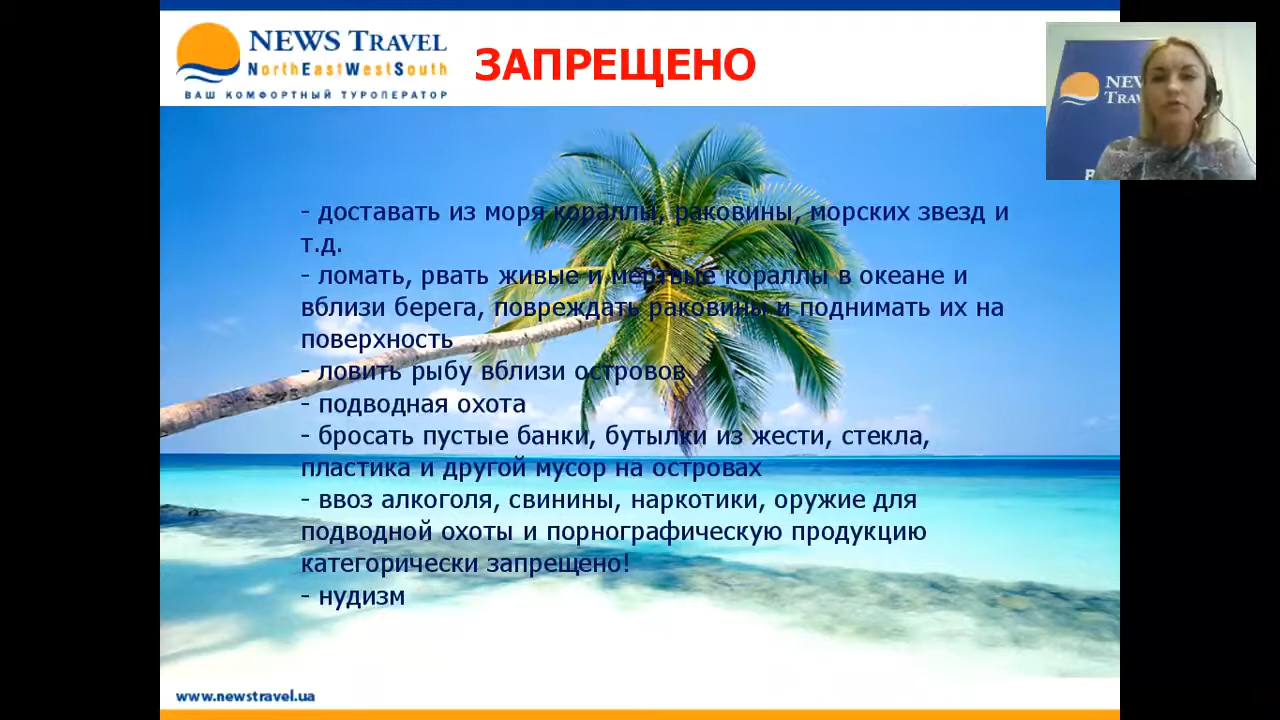 NEWS TRAVEL
NorthEastWestSouth
ВАШ КОМФОРТНЫЙ ТУРОПЕРАТОР
ЗАПРЕЩЕНО
NEW
TRAV
- доставать из моря кораллы, раковины, морских звезд и
т.д.
- ломать, рвать живые и мертвые кораллы в океане и
вблизи берега, повреждать раковины и поднимать их на
поверхность
- ловить рыбу вблизи островов
- подводная охота
- бросать пустые банки, бутылки из жести, стекла,
пластика и другой мусор на островах
- ввоз алкоголя, свинины, наркотики, оружие для
подводной охоты и порнографическую продукцию
категорически запрещено!
- нудизм
www.newstravel.ua